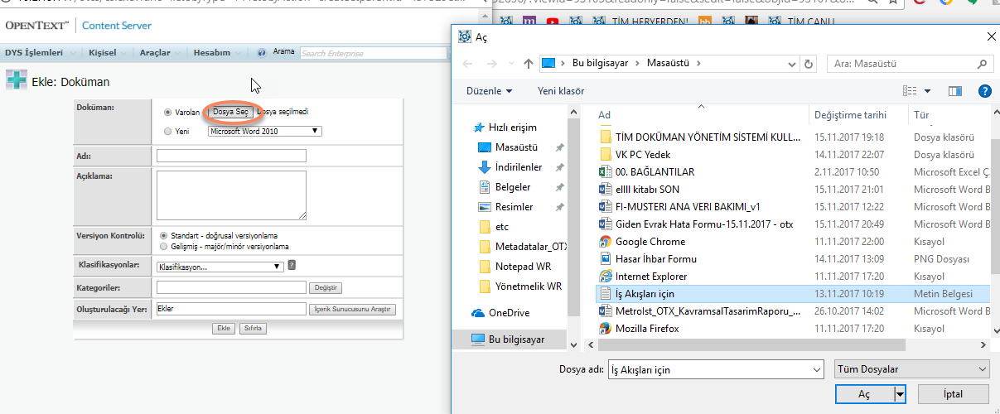 OPENTEXT™ | Content Server
DYS İşlemleri Kişisel Araçlar Hesabım Arama Search Enterprise
Ekle: Doküman
Doküman: Varolan Dosya Seç Dosya seçilmedi
Yeni Microsoft Word 2010
Adı:
Açıklama:
Versiyon Kontrolü: Standart - doğrusal versiyonlama
Gelişmiş - majör/minör versiyonlama
Klasifikasyonlar: Klasifikasyon... ?
Kategoriler: Değiştir
Oluşturulacağı Yer: Ekler İçerik Sunucusunu Araştır
Ekle Sıfırla
TİM HERYERDEN! TİM CANLI
Aç
Bu bilgisayar Masaüstü
Ara: Masaüstü
Düzenle Yeni klasör
Hızlı erişim
Masaüstü
İndirilenler
Belgeler
Resimler
etc
Metadatalar_OTX
Notepad WR
Yönetmelik WR
OneDrive
Bu bilgisayar
Ad Değiştirme tarihi Tür
TİM DOKÜMAN YÖNETİM SİSTEMİ KULL... 15.11.2017 19:18 Dosya klasörü
VK PC Yedek 14.11.2017 22:07 Dosya klasörü
00. BAĞLANTILAR 2.11.2017 10:50 Microsoft Excel Ç
ellll kitabı SON 15.11.2017 21:01 Microsoft Word B
FI-MUSTERI ANA VERI BAKIMI_v1 15.11.2017 12:22 Microsoft Word B
Giden Evrak Hata Formu-15.11.2017 - otx 15.11.2017 20:49 Microsoft Word B
Google Chrome 11.11.2017 22:00 Kısayol
Hasar İhbar Formu 14.11.2017 13:09 PNG Dosyası
Internet Explorer 11.11.2017 17:20 Kısayol
İş Akışları için 13.11.2017 10:19 Metin Belgesi
MetroIst_OTX_KavramsalTasarimRaporu_... 26.10.2017 14:02 Microsoft Word B
Mozilla Firefox 11.11.2017 17:20 Kısayol
Dosya adı: İş Akışları için Tüm Dosyalar
Aç İptal